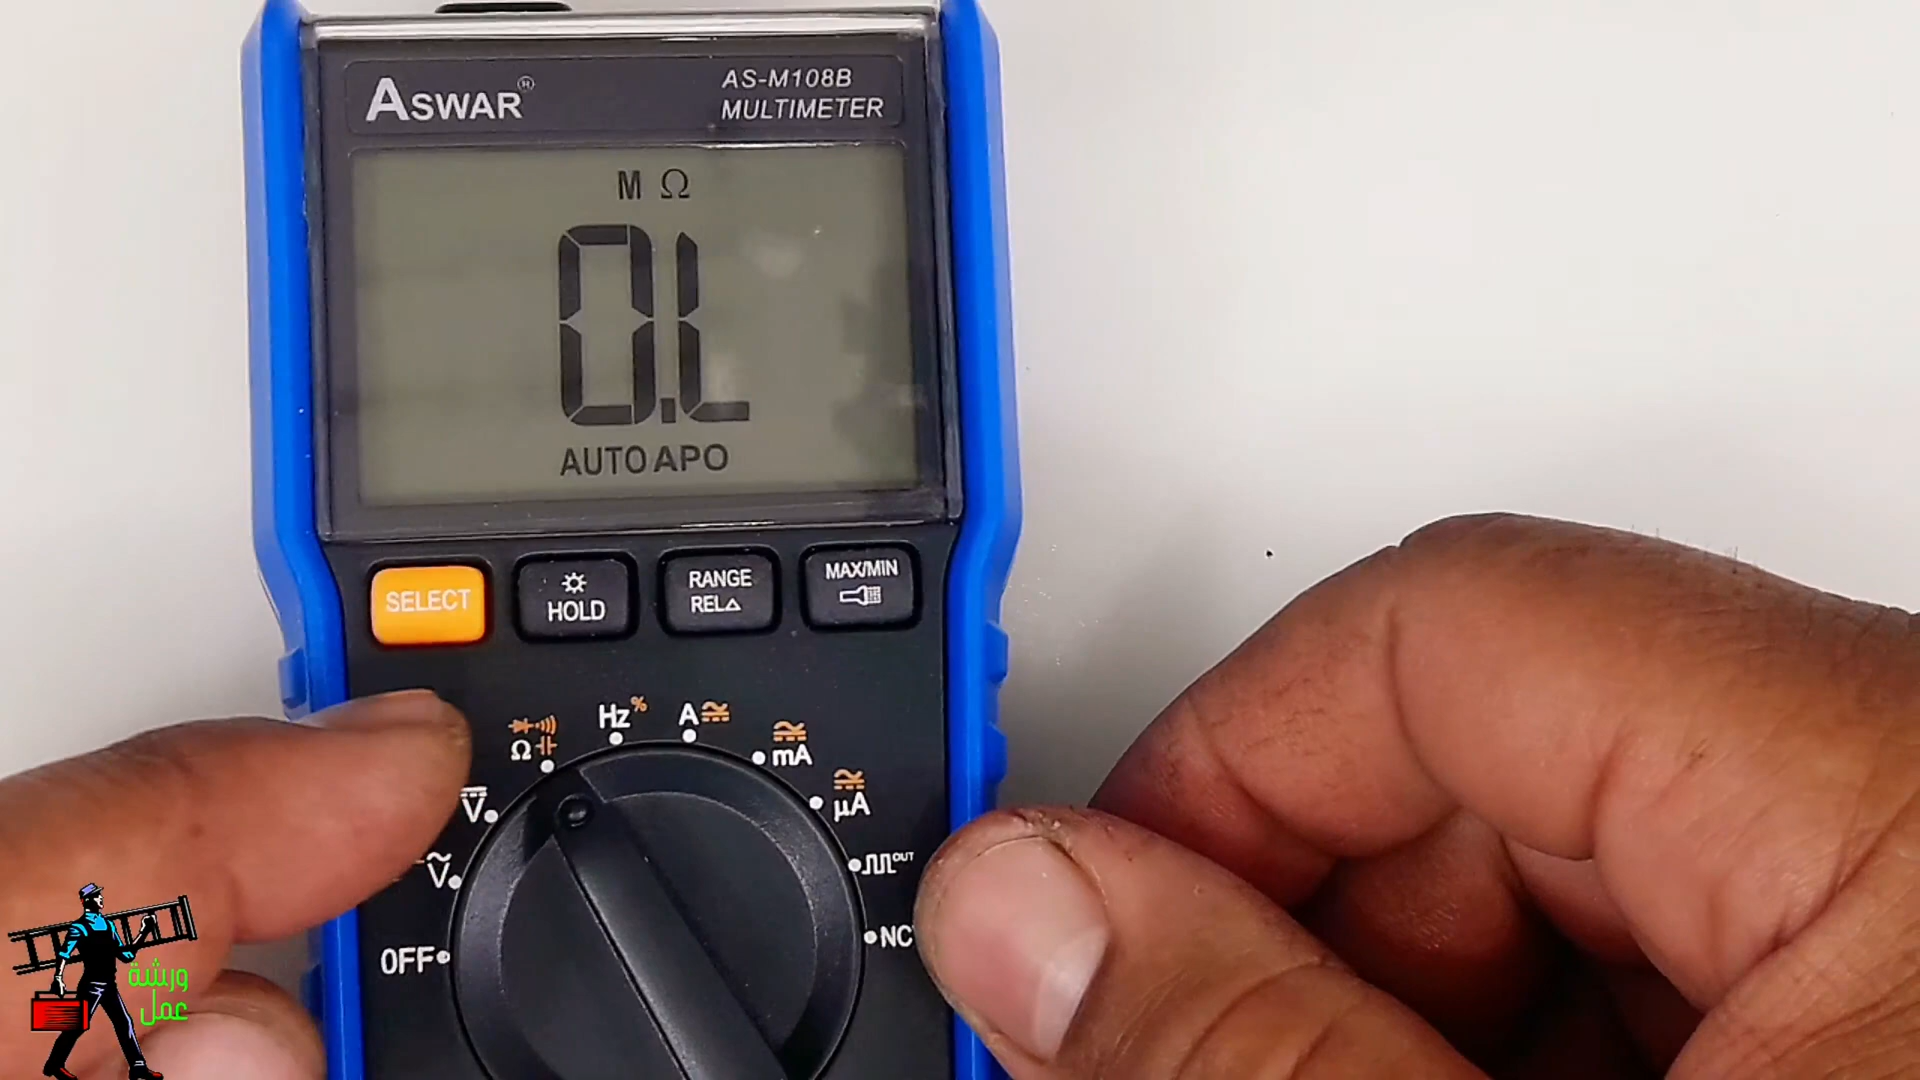 ASWAR®
AS-M108B
MULTIMETER
M Ω
0.L
AUTO APO
SELECT
HOLD
RANGE
REL△
MAX/MIN
Hz %
A
Ω
mA
V
µA
V
OUT
OFF
NC
ورشة
عمل